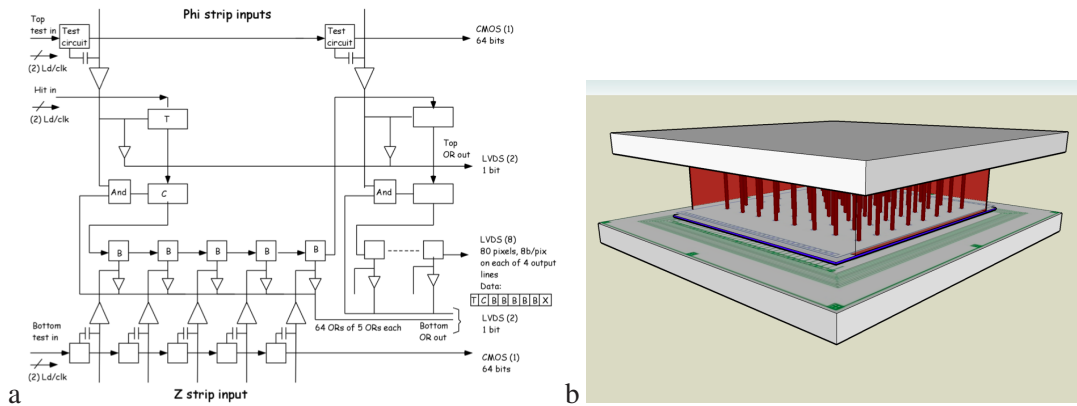 Phi strip inputs
Top
test in
Test
circuit
Test
circuit
CMOS (1)
64 bits
(2) Ld/clk
Hit in
(2) Ld/clk
T
Top
OR out
LVDS (2)
1 bit
And
C
And
B
B
B
B
B
LVDS (8)
80 pixels, 8b/pix
on each of 4 output
lines
Data:
T C B B B B B X
64 ORs of 5 ORs each
Bottom
OR out
LVDS (2)
1 bit
Bottom
test in
CMOS (1)
64 bits
(2) Ld/clk
Z strip input
a
b